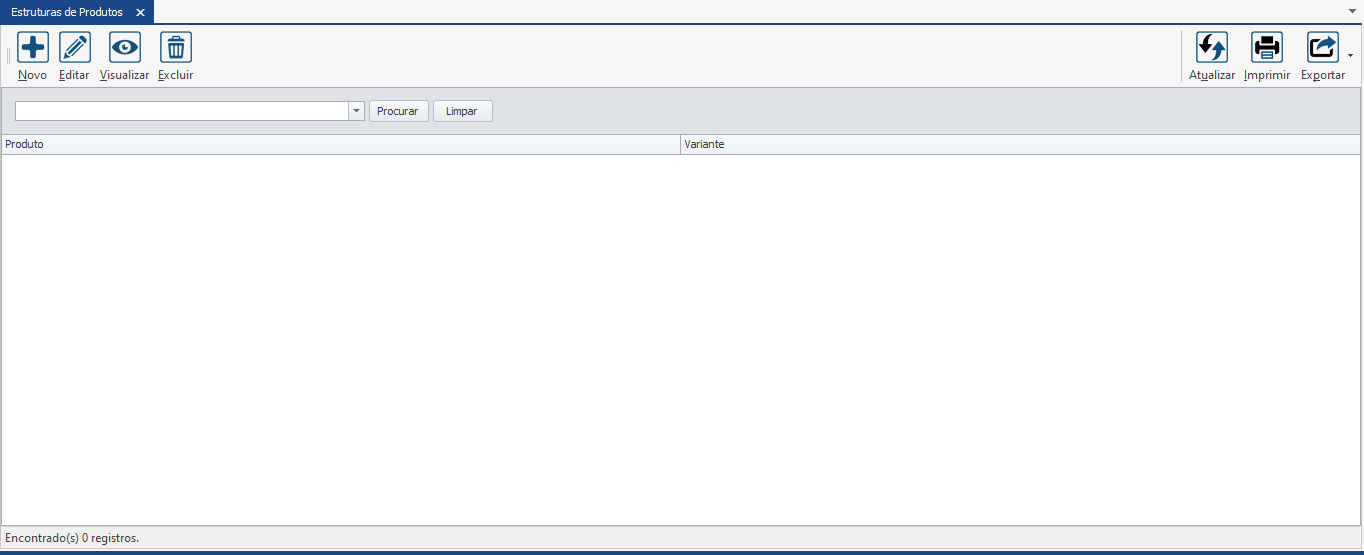 Estruturas de Produtos
Novo Editar Visualizar Excluir Atualizar Imprimir Exportar
Procurar Limpar
Produto Variante
Encontrado(s) 0 registros.